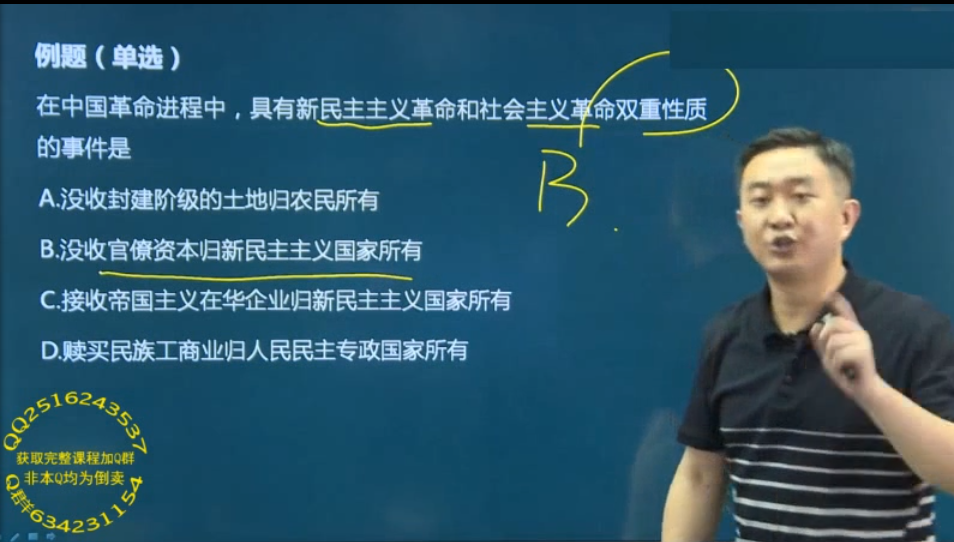 例题（单选）
在中国革命进程中，具有新民主主义革命和社会主义革命双重性质
的事件是
B
A.没收封建阶级的土地归农民所有
B.没收官僚资本归新民主主义国家所有
C.接收帝国主义在华企业归新民主主义国家所有
D.赎买民族工商业归人民民主专政国家所有
QQ2516243537
获取完整课程加Q群
非本Q均为倒卖
Q群634231154